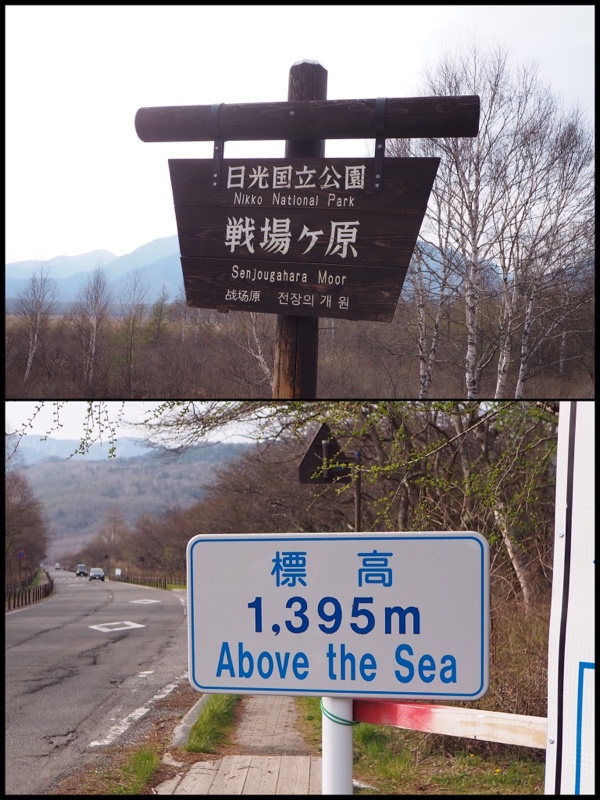 日光国立公園
Nikko National Park
戦場ヶ原
Senjougahara Moor
战场原 전장의 개 원
標高
1,395m
Above the Sea